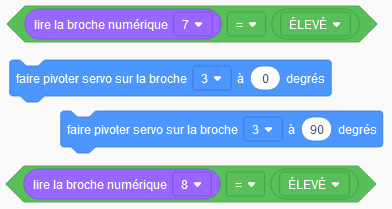 lire la broche numérique 7 = ÉLEVÉ
faire pivoter servo sur la broche 3 à 0 degrés
faire pivoter servo sur la broche 3 à 90 degrés
lire la broche numérique 8 = ÉLEVÉ